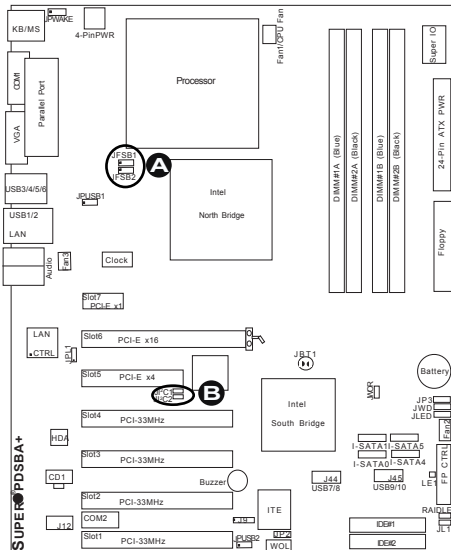 KB/MS
JPWAKE
4-PinPWR
Fan1/CPU Fan
Super IO
COM1
Parallel Port
VGA
Processor
24-Pin ATX PWR
DIMM#1A (Blue)
DIMM#2A (Black)
DIMM#1B (Blue)
DIMM#2B (Black)
JFSB1
JFSB2
A
USB3/4/5/6
JPUSB1
Intel
North Bridge
USB1/2
LAN
Floppy
Audio
Fan3
Clock
Slot7
PCI-E x1
LAN
CTRL
JPL1
Slot6
PCI-E x16
JBT1
Slot5
PCI-E x4
JI²C1
JI²C2
B
Battery
JWOR
JP3
JWD
JLED
Fan2
Intel
South Bridge
Slot4
PCI-33MHz
HDA
I-SATA1
I-SATA5
I-SATA0
I-SATA4
FP CTRL
Slot3
PCI-33MHz
CD1
Buzzer
J44
USB7/8
J45
USB9/10
LE1
SUPER PDSBA+
Slot2
PCI-33MHz
ITE
RAIDLE
J12
COM2
J9
JP2
IDE#1
JL1
Slot1
PCI-33MHz
JPUSB2
WOL
IDE#2